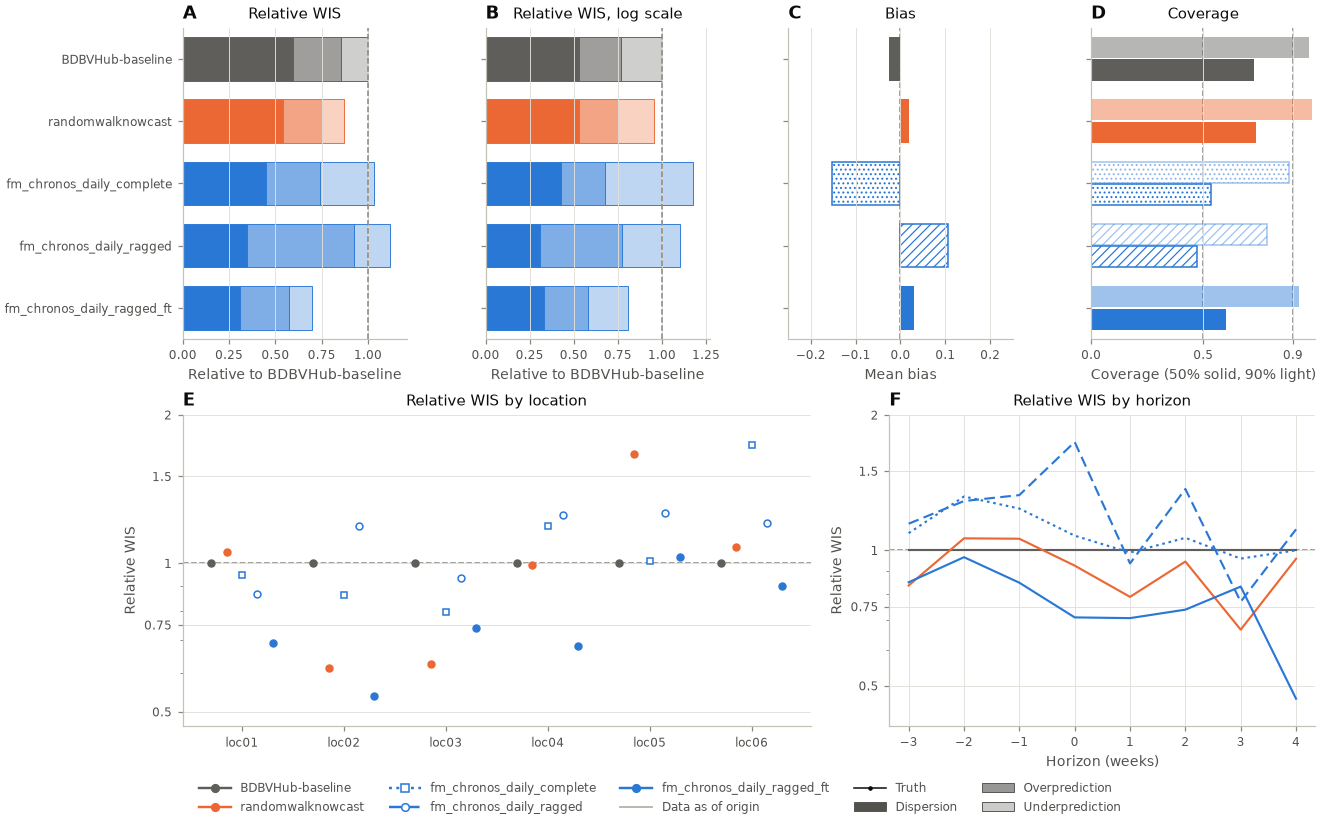 A Relative WIS
B Relative WIS, log scale
C Bias
D Coverage
BDBVHub-baseline
randomwalknowcast
fm_chronos_daily_complete
fm_chronos_daily_ragged
fm_chronos_daily_ragged_ft
0.00 0.25 0.50 0.75 1.00
Relative to BDBVHub-baseline
0.00 0.25 0.50 0.75 1.00 1.25
Relative to BDBVHub-baseline
−0.2 −0.1 0.0 0.1 0.2
Mean bias
0.0 0.5 0.9
Coverage (50% solid, 90% light)
E Relative WIS by location
2
1.5
1
0.75
0.5
Relative WIS
loc01 loc02 loc03 loc04 loc05 loc06
F Relative WIS by horizon
2
1.5
1
0.75
0.5
Relative WIS
−3 −2 −1 0 1 2 3 4
Horizon (weeks)
BDBVHub-baseline
randomwalknowcast
fm_chronos_daily_complete
fm_chronos_daily_ragged
fm_chronos_daily_ragged_ft
Data as of origin
Truth
Dispersion
Overprediction
Underprediction